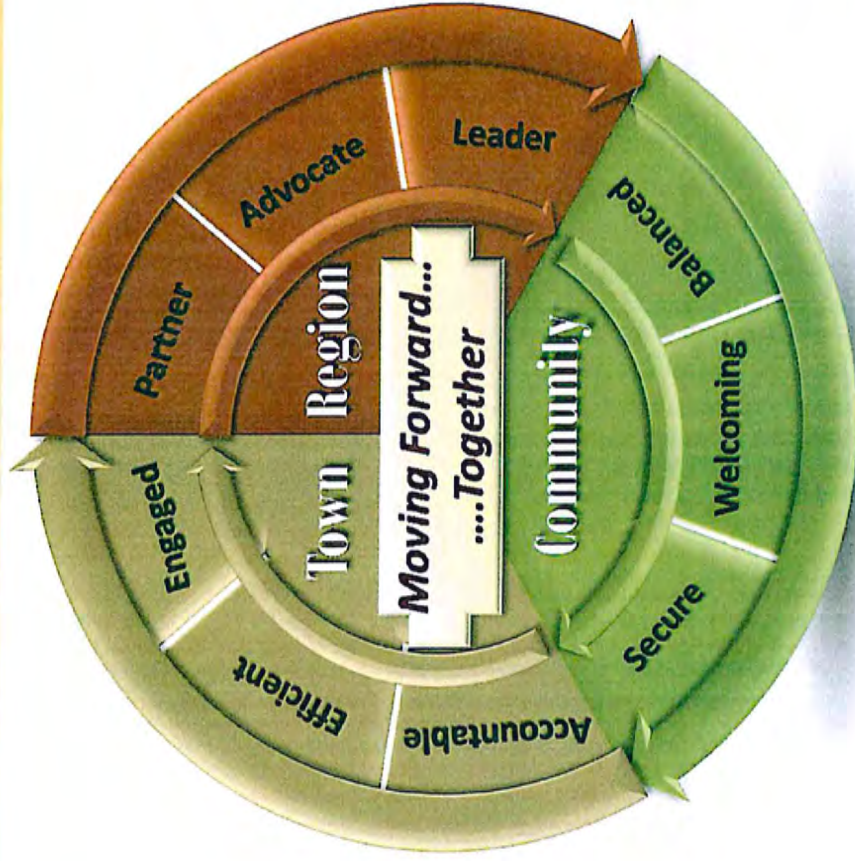 Partner
Advocate
Leader
Balanced
Welcoming
Secure
Accountable
Efficient
Engaged
Town
Region
Community
Moving Forward...
....Together